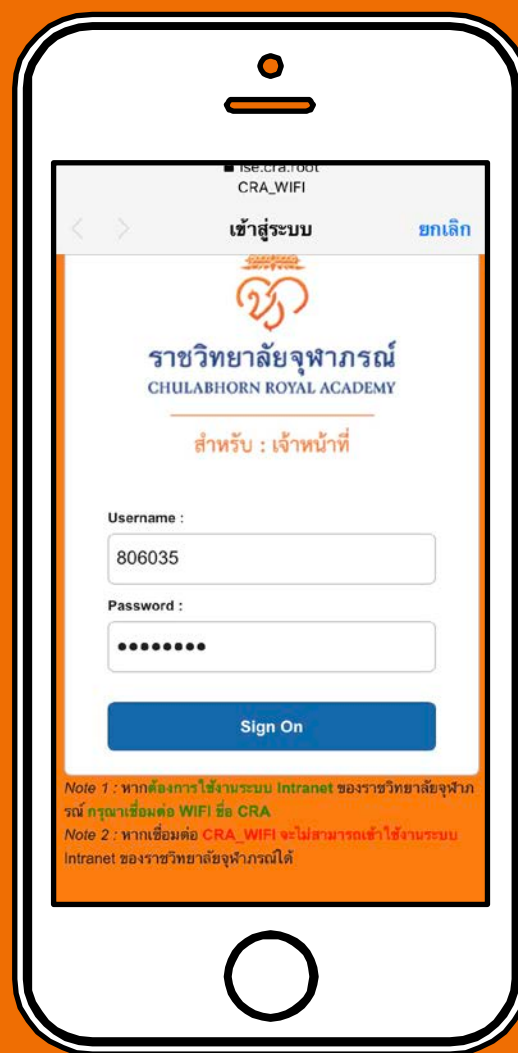 ise.cra.root
CRA_WIFI
เข้าสู่ระบบ ยกเลิก
ราชวิทยาลัยจุฬาภรณ์
CHULABHORN ROYAL ACADEMY
สำหรับ : เจ้าหน้าที่
Username :
806035
Password :
••••••••
Sign On
Note 1 : หากต้องการใช้งานระบบ Intranet ของราชวิทยาลัยจุฬาภ
รณ์ กรุณาเชื่อมต่อ WIFI ชื่อ CRA
Note 2 : หากเชื่อมต่อ CRA_WIFI จะไม่สามารถเข้าใช้งานระบบ
Intranet ของราชวิทยาลัยจุฬาภรณ์ได้